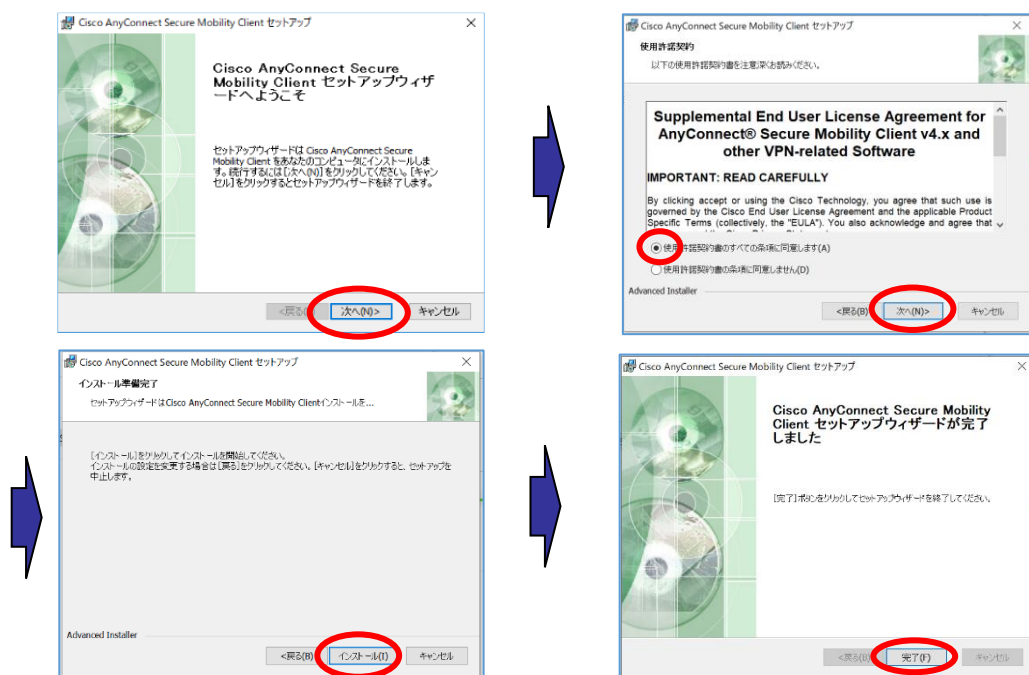 Cisco AnyConnect Secure Mobility Client セットアップ
Cisco AnyConnect Secure
Mobility Client セットアップウィザ
ードへようこそ
セットアップウィザードは Cisco AnyConnect Secure
Mobility Client をあなたのコンピュータにインストールしま
す。続行するには[次へ(N)]をクリックしてください。[キャン
セル]をクリックするとセットアップウィザードを終了します。
<戻る
次へ(N)>
キャンセル
Cisco AnyConnect Secure Mobility Client セットアップ
使用許諾契約
以下の使用許諾契約書を注意深くお読みください。
Supplemental End User License Agreement for
AnyConnect® Secure Mobility Client v4.x and
other VPN-related Software
IMPORTANT: READ CAREFULLY
By clicking accept or using the Cisco Technology, you agree that such use is
governed by the Cisco End User License Agreement and the applicable Product
Specific Terms (collectively, the "EULA"). You also acknowledge and agree that
使用許諾契約書のすべての条項に同意します(A)
使用許諾契約書の条項に同意しません(D)
Advanced Installer
<戻る(B)
次へ(N)>
キャンセル
Cisco AnyConnect Secure Mobility Client セットアップ
インストール準備完了
セットアップウィザードは Cisco AnyConnect Secure Mobility Clientインストールを...
[インストール]をクリックしてインストールを開始してください。
インストールの設定を変更する場合は[戻る]をクリックしてください。[キャンセル]をクリックすると、セットアップを
中止します。
Advanced Installer
<戻る(B)
インストール(I)
キャンセル
Cisco AnyConnect Secure Mobility Client セットアップ
Cisco AnyConnect Secure Mobility
Client セットアップウィザードが完了
しました
[完了]ボタンをクリックしてセットアップウィザードを終了してください。
<戻る(B)
完了(F)
キャンセル